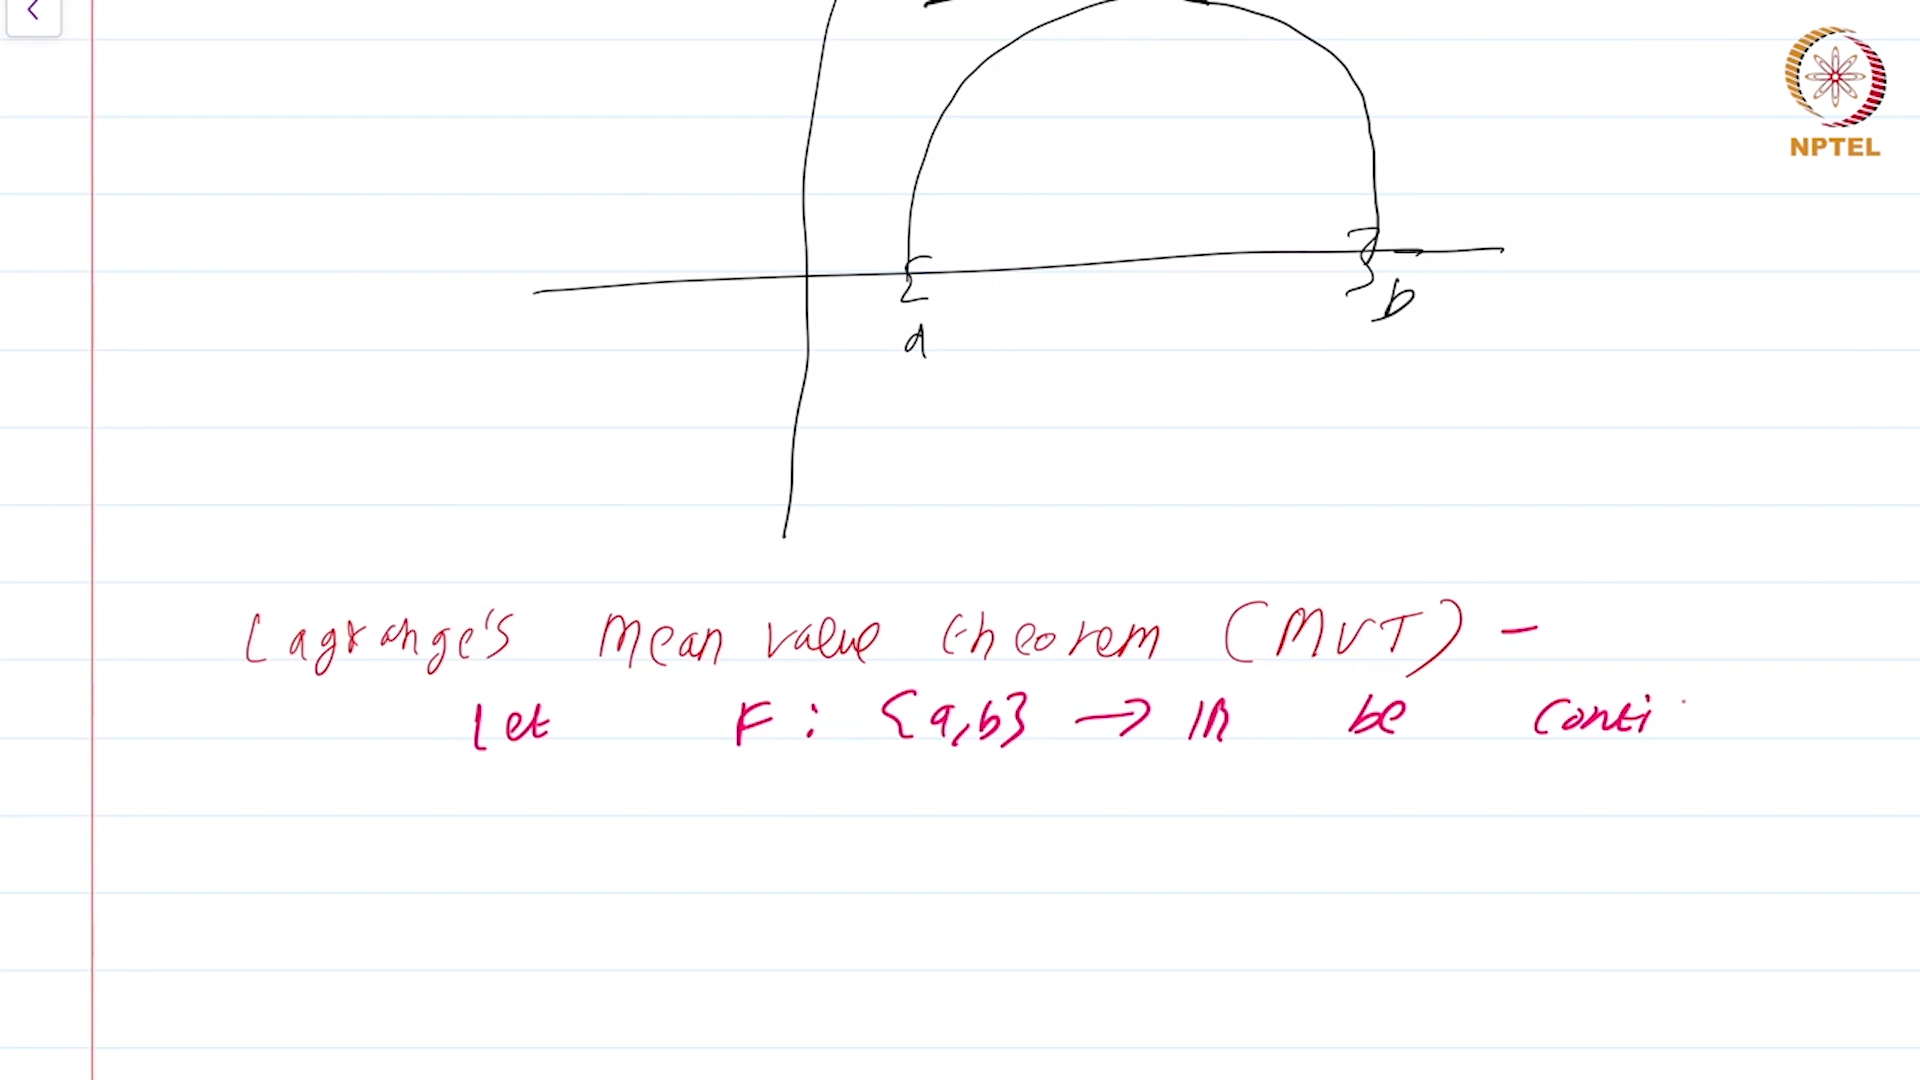 NPTEL
a
b
Lagrange's Mean value theorem (MVT) -
Let F : [a,b] → ℝ be conti